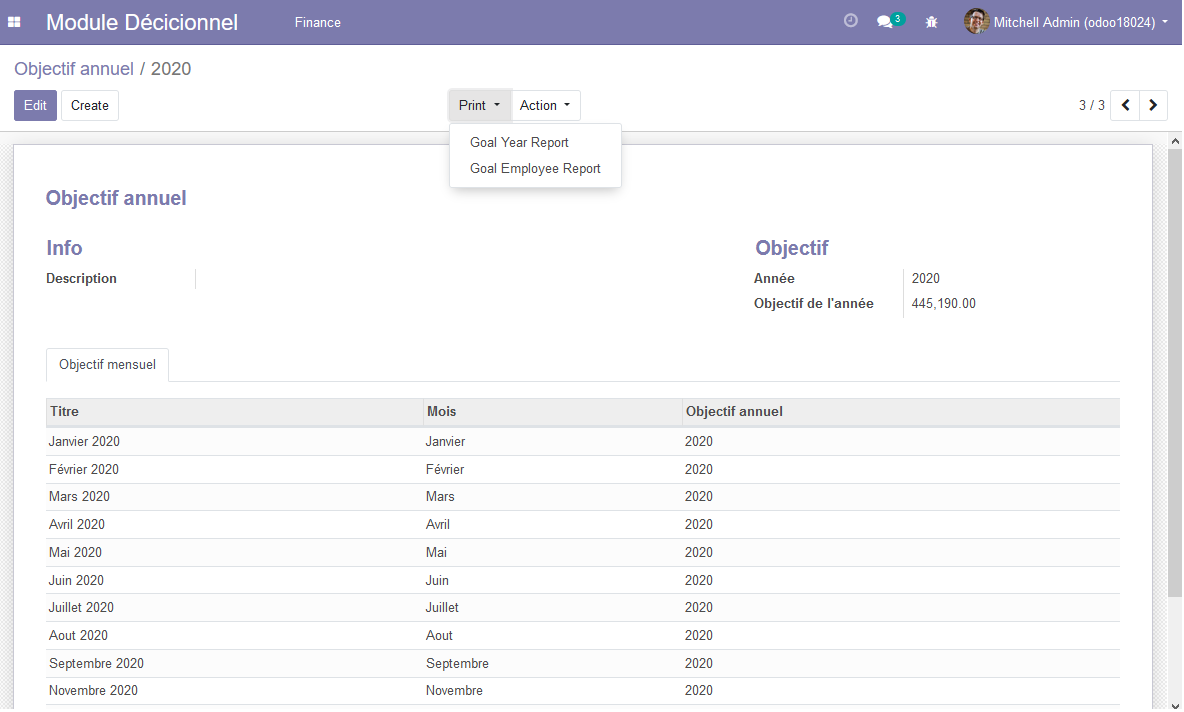 Module Décicionnel Finance 3 Mitchell Admin (odoo18024)
Objectif annuel / 2020
Edit Create Print Action 3 / 3
Goal Year Report
Goal Employee Report
Objectif annuel
Info Objectif
Description Année 2020
Objectif de l'année 445,190.00
Objectif mensuel
Titre Mois Objectif annuel
Janvier 2020 Janvier 2020
Février 2020 Février 2020
Mars 2020 Mars 2020
Avril 2020 Avril 2020
Mai 2020 Mai 2020
Juin 2020 Juin 2020
Juillet 2020 Juillet 2020
Aout 2020 Aout 2020
Septembre 2020 Septembre 2020
Novembre 2020 Novembre 2020